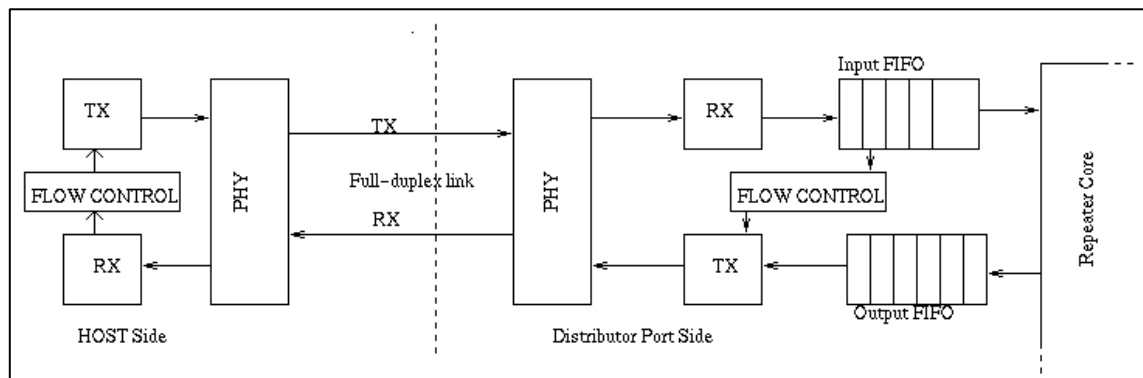 Input FIFO
TX
RX
TX
FLOW CONTROL
PHY
Full-duplex link
PHY
FLOW CONTROL
Repeater Core
RX
RX
TX
Output FIFO
HOST Side
Distributor Port Side